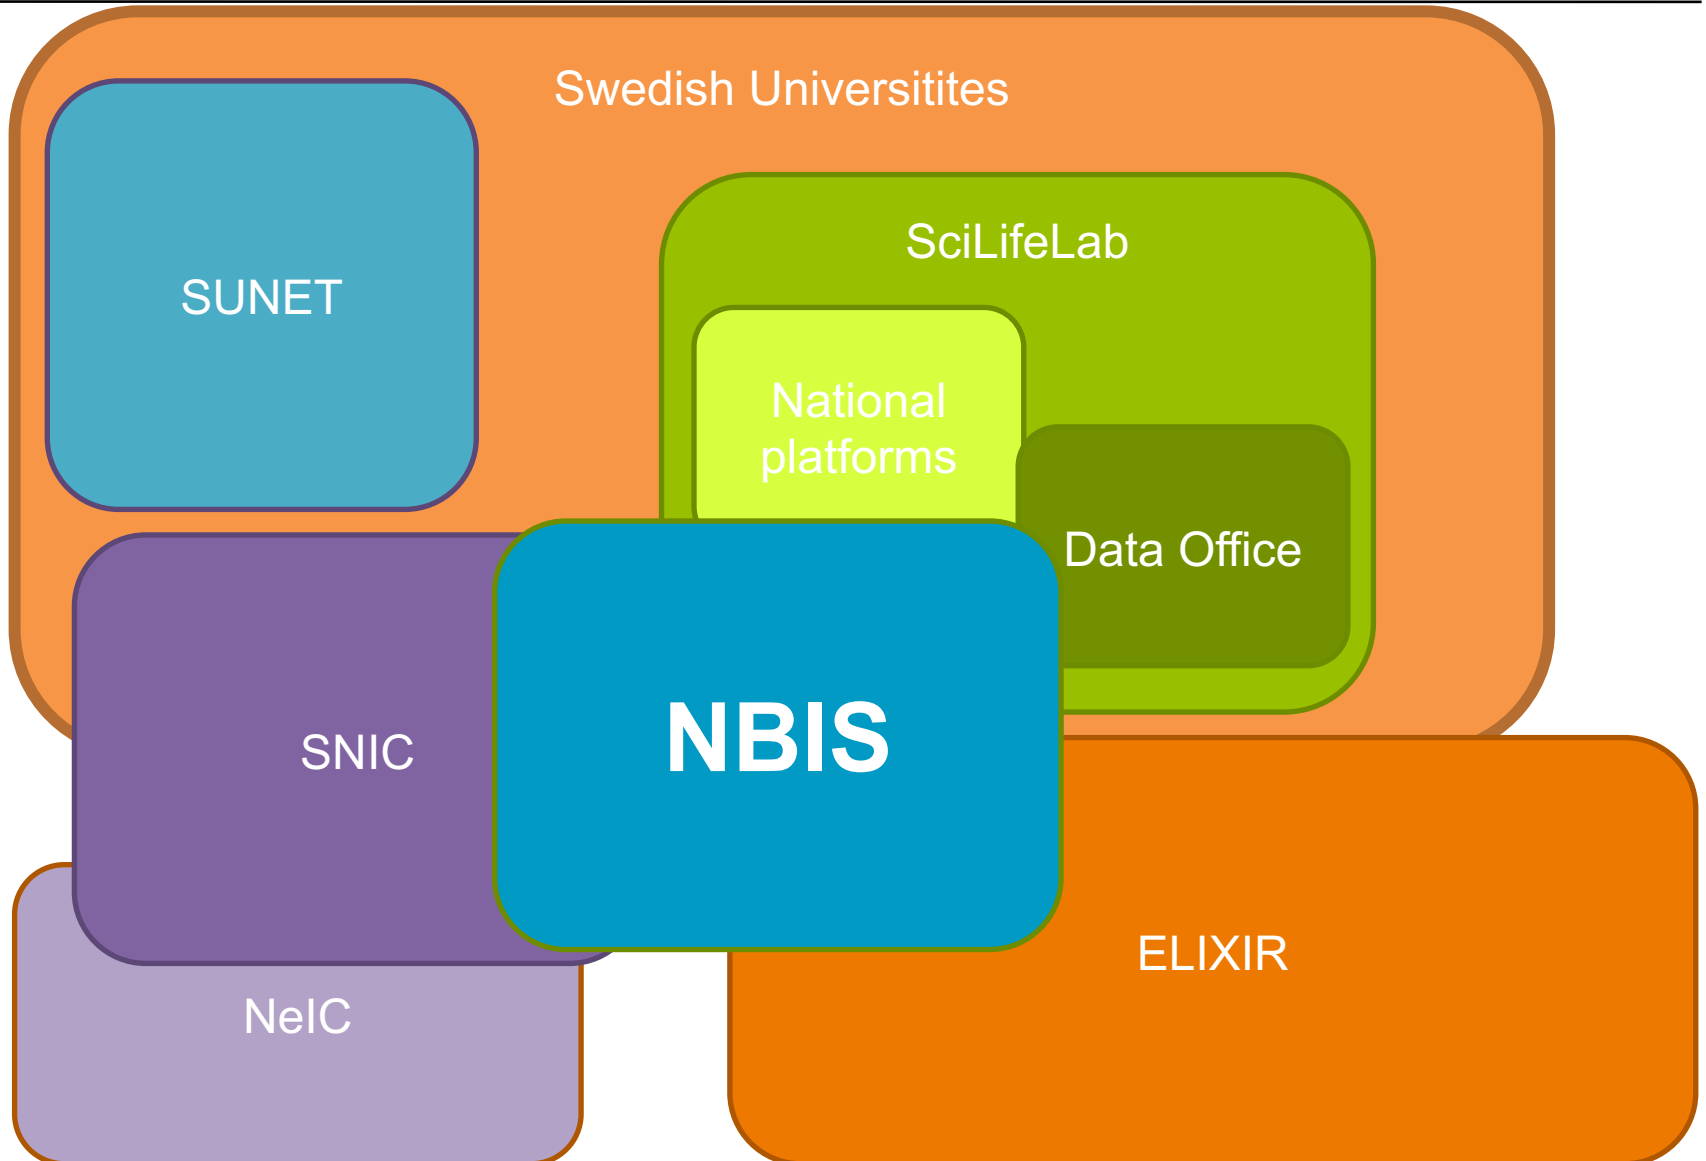 Swedish Universitites
SciLifeLab
SUNET
National
platforms
Data Office
NBIS
SNIC
ELIXIR
NeIC